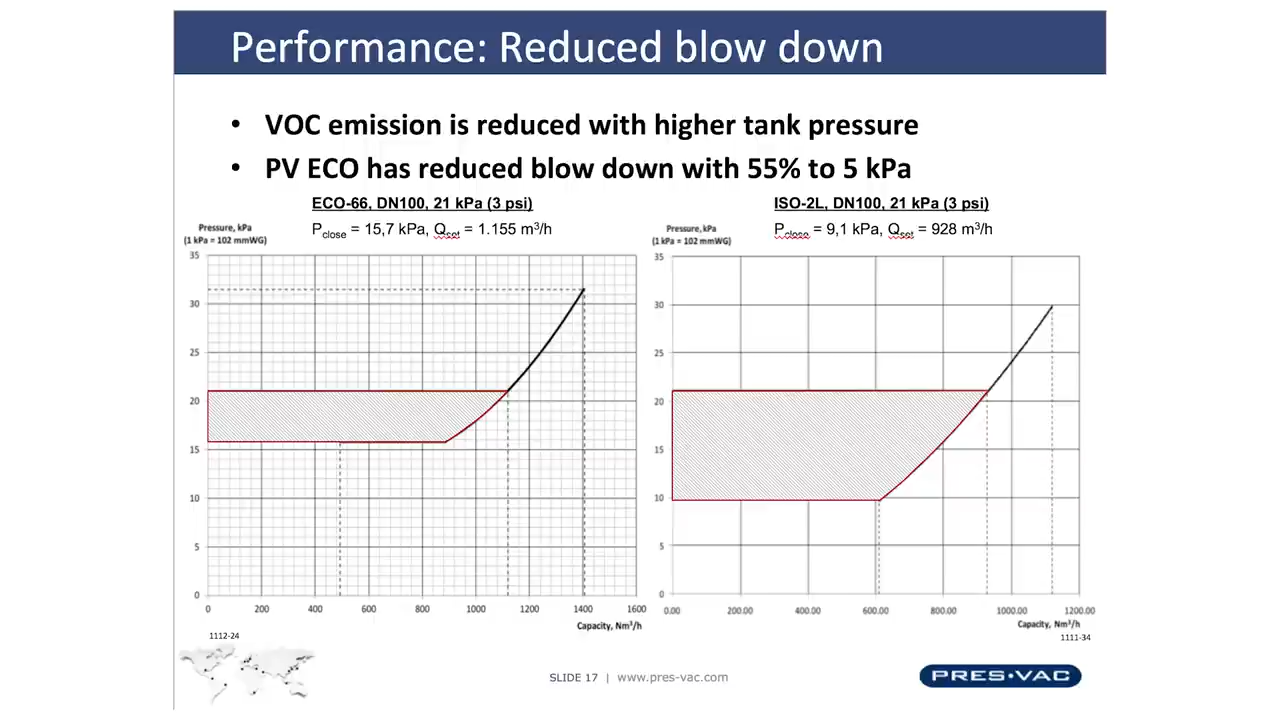 Performance: Reduced blow down
• VOC emission is reduced with higher tank pressure
• PV ECO has reduced blow down with 55% to 5 kPa
ECO-66, DN100, 21 kPa (3 psi)
Pclose = 15,7 kPa, Qset = 1.155 m³/h
Pressure, kPa
(1 kPa = 102 mmWG)
35
30
25
20
15
10
5
0
0 200 400 600 800 1000 1200 1400 1600
Capacity, Nm³/h
1112-24
ISO-2L, DN100, 21 kPa (3 psi)
Pclose = 9,1 kPa, Qset = 928 m³/h
Pressure, kPa
(1 kPa = 102 mmWG)
35
30
25
20
15
10
5
0
0.00 200.00 400.00 600.00 800.00 1000.00 1200.00
Capacity, Nm³/h
1111-34
SLIDE 17 | www.pres-vac.com
PRES•VAC